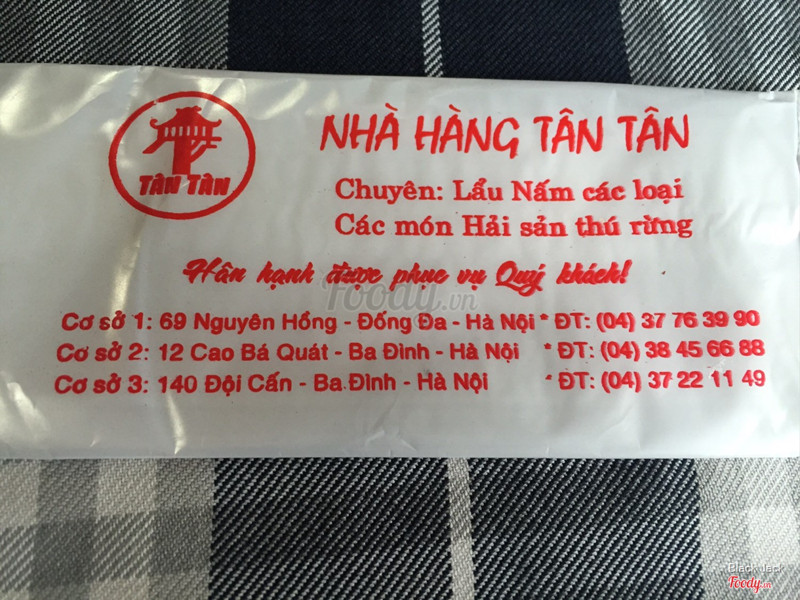 NHÀ HÀNG TÂN TÂN
TÂN TÂN
Chuyên: Lẩu Nấm các loại
Các món Hải sản thú rừng
Hân hạnh được phục vụ Quý khách!
Foody.vn
Cơ sở 1: 69 Nguyên Hồng - Đống Đa - Hà Nội * ĐT: (04) 37 76 39 90
Cơ sở 2: 12 Cao Bá Quát - Ba Đình - Hà Nội * ĐT: (04) 38 45 66 88
Cơ sở 3: 140 Đội Cấn - Ba Đình - Hà Nội * ĐT: (04) 37 22 11 49
Black Jack
Foody.vn